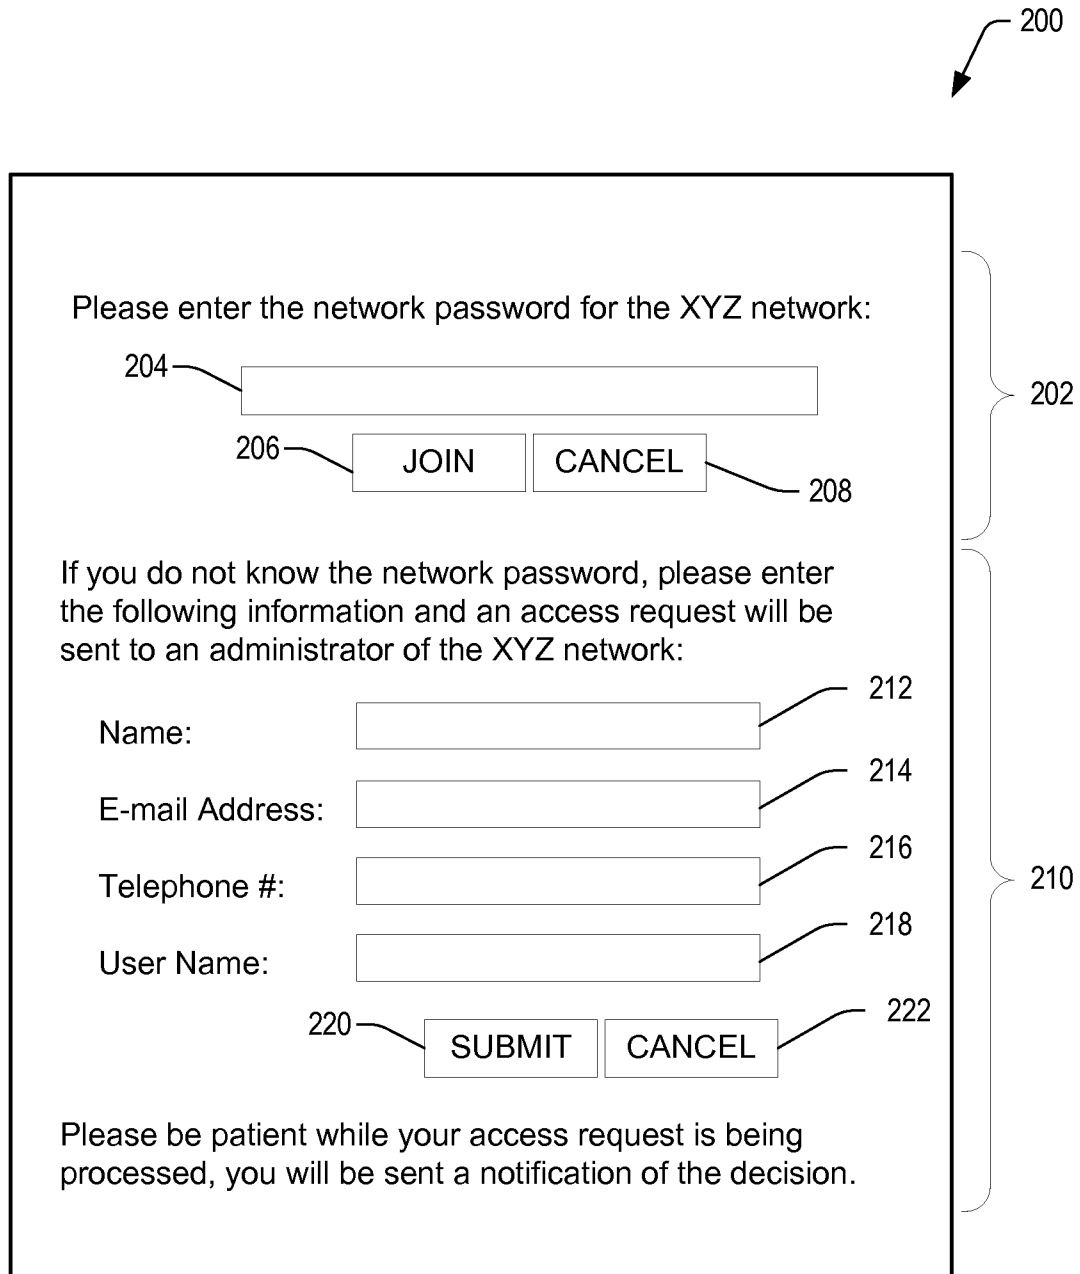 200
Please enter the network password for the XYZ network:
204
202
206 JOIN CANCEL
208
If you do not know the network password, please enter
the following information and an access request will be
sent to an administrator of the XYZ network:
212
Name:
214
E-mail Address:
216
Telephone #:
210
218
User Name:
220 SUBMIT CANCEL 222
Please be patient while your access request is being
processed, you will be sent a notification of the decision.